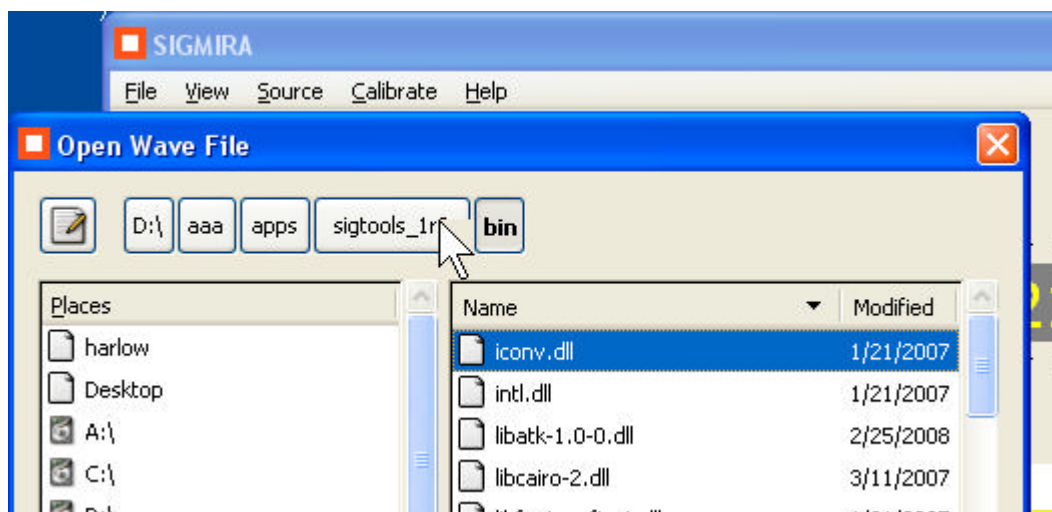 SIGMIRA
File View Source Calibrate Help
Open Wave File
D:\ aaa apps bin
Places
harlow
Desktop
A:\
C:\
Name Modified
iconv.dll 1/21/2007
intl.dll 1/21/2007
libatk-1.0-0.dll 2/25/2008
libcairo-2.dll 3/11/2007